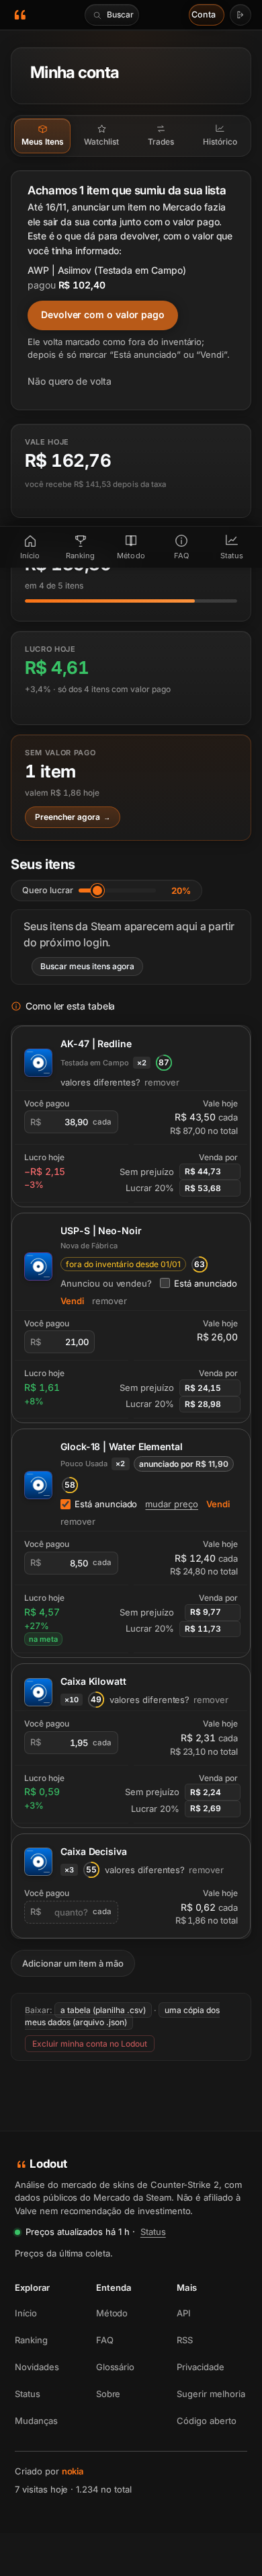 Buscar
Conta
Minha conta
Meus Itens
Watchlist
Trades
Histórico
Achamos 1 item que sumiu da sua lista
Até 16/11, anunciar um item no Mercado fazia
ele sair da sua conta junto com o valor pago.
Este é o que dá para devolver, com o valor que
você tinha informado:
AWP | Asiimov (Testada em Campo)
pagou R$ 102,40
Devolver com o valor pago
Ele volta marcado como fora do inventário;
depois é só marcar “Está anunciado” ou “Vendi”.
Não quero de volta
VALE HOJE
R$ 162,76
você recebe R$ 141,53 depois da taxa
Início
Ranking
Método
FAQ
Status
em 4 de 5 itens
LUCRO HOJE
R$ 4,61
+3,4% · só dos 4 itens com valor pago
SEM VALOR PAGO
1 item
valem R$ 1,86 hoje
Preencher agora →
Seus itens
Quero lucrar
20%
Seus itens da Steam aparecem aqui a partir
do próximo login.
Buscar meus itens agora
Como ler esta tabela
AK-47 | Redline
Testada em Campo ×2 87
valores diferentes? remover
Você pagou
Vale hoje
R$ 38,90 cada
R$ 43,50 cada
R$ 87,00 no total
Lucro hoje
Venda por
−R$ 2,15
Sem prejuízo R$ 44,73
−3%
Lucrar 20% R$ 53,68
USP-S | Neo-Noir
Nova de Fábrica
fora do inventário desde 01/01 63
Anunciou ou vendeu? Está anunciado
Vendi remover
Você pagou
Vale hoje
R$ 21,00
R$ 26,00
Lucro hoje
Venda por
R$ 1,61
Sem prejuízo R$ 24,15
+8%
Lucrar 20% R$ 28,98
Glock-18 | Water Elemental
Pouco Usada ×2 anunciado por R$ 11,90
58
Está anunciado mudar preço Vendi
remover
Você pagou
Vale hoje
R$ 8,50 cada
R$ 12,40 cada
R$ 24,80 no total
Lucro hoje
Venda por
R$ 4,57
Sem prejuízo R$ 9,77
+27%
Lucrar 20% R$ 11,73
na meta
Caixa Kilowatt
×10 49 valores diferentes? remover
Você pagou
Vale hoje
R$ 1,95 cada
R$ 2,31 cada
R$ 23,10 no total
Lucro hoje
Venda por
R$ 0,59
Sem prejuízo R$ 2,24
+3%
Lucrar 20% R$ 2,69
Caixa Decisiva
×3 55 valores diferentes? remover
Você pagou
Vale hoje
R$ quanto? cada
R$ 0,62 cada
R$ 1,86 no total
Adicionar um item à mão
Baixar: a tabela (planilha .csv) · uma cópia dos
meus dados (arquivo .json)
Excluir minha conta no Lodout
Lodout
Análise do mercado de skins de Counter-Strike 2, com
dados públicos do Mercado da Steam. Não é afiliado à
Valve nem recomendação de investimento.
Preços atualizados há 1 h · Status
Preços da última coleta.
Explorar
Entenda
Mais
Início
Método
API
Ranking
FAQ
RSS
Novidades
Glossário
Privacidade
Status
Sobre
Sugerir melhoria
Mudanças
Código aberto
Criado por nokia
7 visitas hoje · 1.234 no total